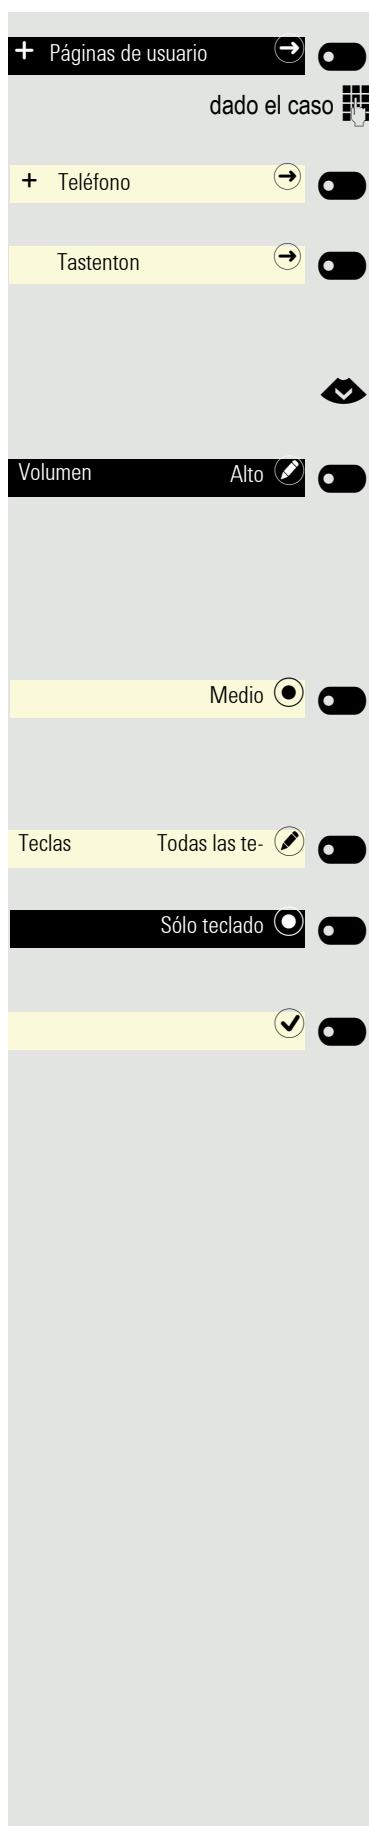 + Páginas de usuario
dado el caso
+ Teléfono
Tastenton
Volumen Alto
Medio
Teclas Todas las te-
Sólo teclado